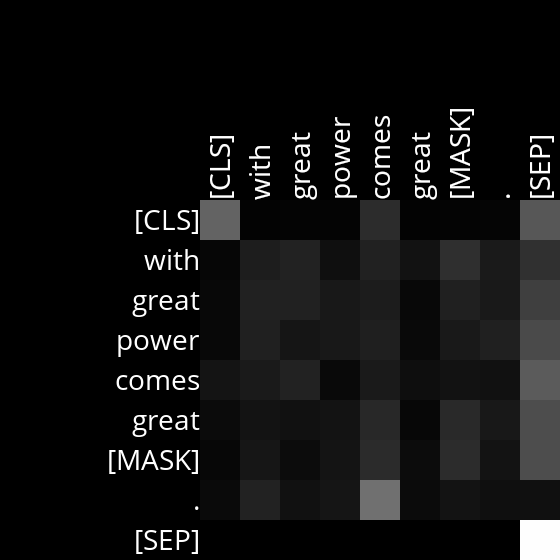 [CLS] with great power comes great [MASK] . [SEP]
[CLS]
with
great
power
comes
great
[MASK]
.
[SEP]